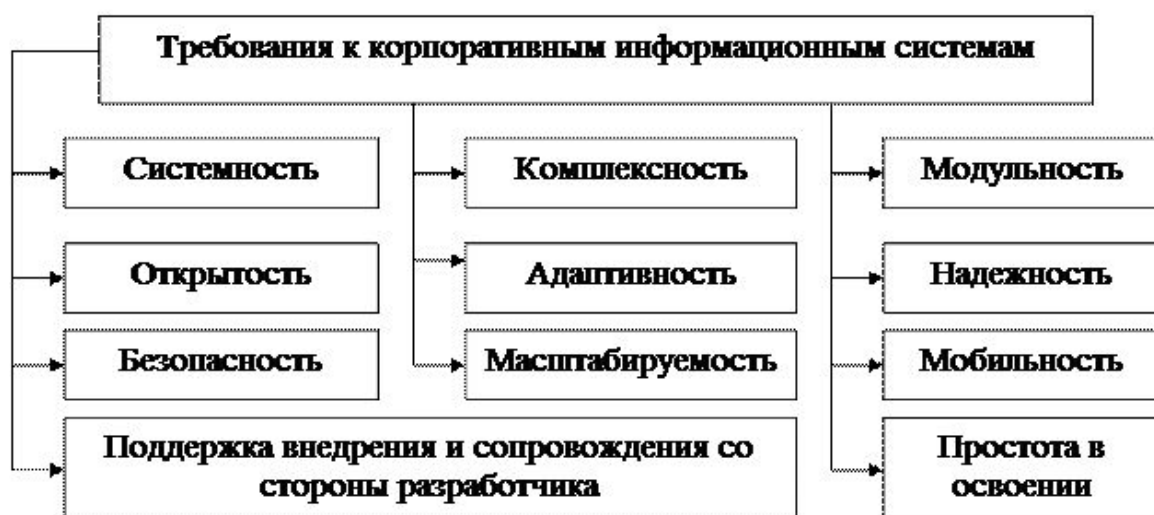 Требования к корпоративным информационным системам
Системность
Комплексность
Модульность
Открытость
Адаптивность
Надежность
Безопасность
Масштабируемость
Мобильность
Поддержка внедрения и сопровождения со
стороны разработчика
Простота в
освоении